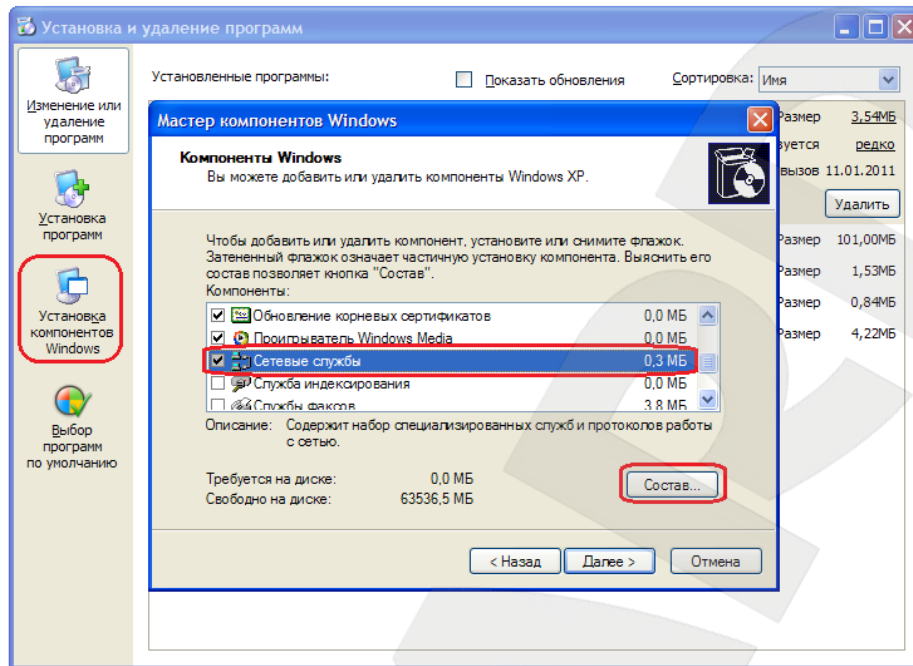 Установка и удаление программ
Изменение или
удаление
программ
Установка
программ
Установка
компонентов
Windows
Выбор
программ
по умолчанию
Установленные программы:
Показать обновления
Сортировка: Имя
Размер 3,54МБ
зуется редко
вызов 11.01.2011
Удалить
Размер 101,00МБ
Размер 1,53МБ
Размер 0,84МБ
Размер 4,22МБ
Мастер компонентов Windows
Компоненты Windows
Вы можете добавить или удалить компоненты Windows XP.
Чтобы добавить или удалить компонент, установите или снимите флажок.
Затененный флажок означает частичную установку компонента. Выяснить его
состав позволяет кнопка "Состав".
Компоненты:
Обновление корневых сертификатов 0,0 МБ
Проигрыватель Windows Media 0,0 МБ
Сетевые службы 0,3 МБ
Служба индексирования 0,0 МБ
Службы факсов 3,8 МБ
Описание: Содержит набор специализированных служб и протоколов работы
с сетью.
Требуется на диске: 0,0 МБ
Свободно на диске: 63536,5 МБ
Состав...
< Назад Далее > Отмена